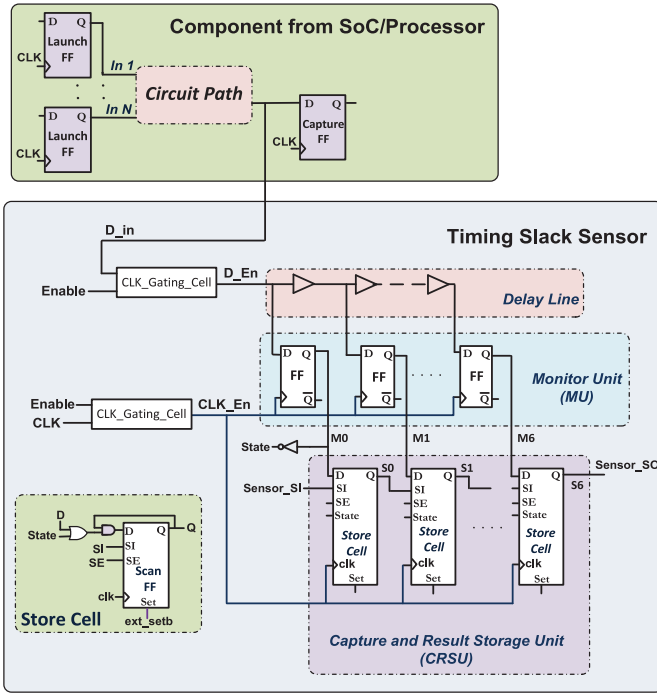 Component from SoC/Processor
D Q
Launch
FF
CLK
In 1
Circuit Path
In N
D Q
Launch
FF
CLK
D Q
Capture
FF
CLK
Timing Slack Sensor
D_in
CLK_Gating_Cell
D_En
Enable
Delay Line
D Q
FF
Q
D Q
FF
Q
D Q
FF
Q
Monitor Unit
(MU)
Enable
CLK
CLK_Gating_Cell
CLK_En
State
M0
M1
M6
Sensor_SI
D Q
SI
SE
State
Store
Cell
clk
Set
S0
D Q
SI
SE
State
Store
Cell
clk
Set
S1
D Q
SI
SE
State
Store
Cell
clk
Set
S6
Sensor_SO
Capture and Result Storage Unit
(CRSU)
D
State
SI
SE
clk
D Q
SI
SE
Scan
FF
Set
Q
ext_setb
Store Cell